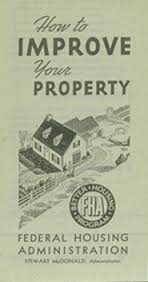 How to
IMPROVE
Your
PROPERTY
BETTER · HOUSING
FHA
PROGRAM
FEDERAL HOUSING
ADMINISTRATION
STEWART McDONALD, Administrator